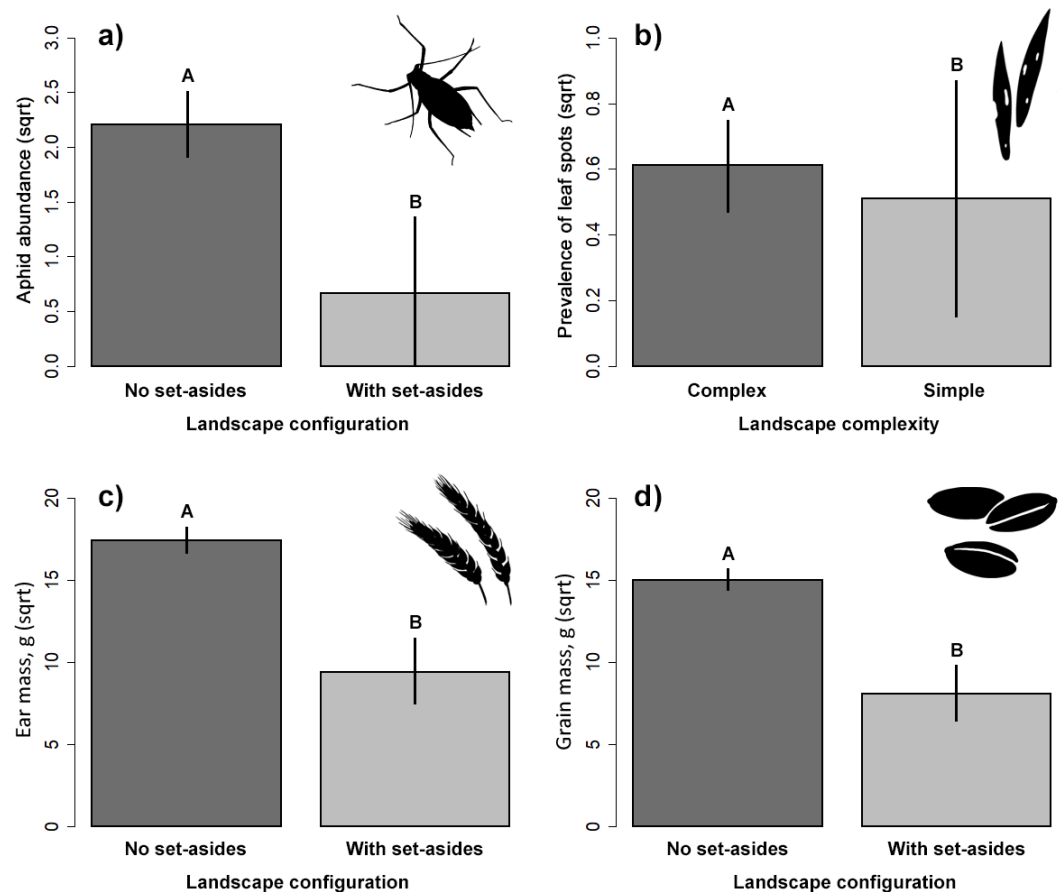 a)
Aphid abundance (sqrt)
3.0
2.5
2.0
1.5
1.0
0.5
0.0
A
B
No set-asides
With set-asides
Landscape configuration
b)
Prevalence of leaf spots (sqrt)
1.0
0.8
0.6
0.4
0.2
0.0
A
B
Complex
Simple
Landscape complexity
c)
Ear mass, g (sqrt)
20
15
10
5
0
A
B
No set-asides
With set-asides
Landscape configuration
d)
Grain mass, g (sqrt)
20
15
10
5
0
A
B
No set-asides
With set-asides
Landscape configuration